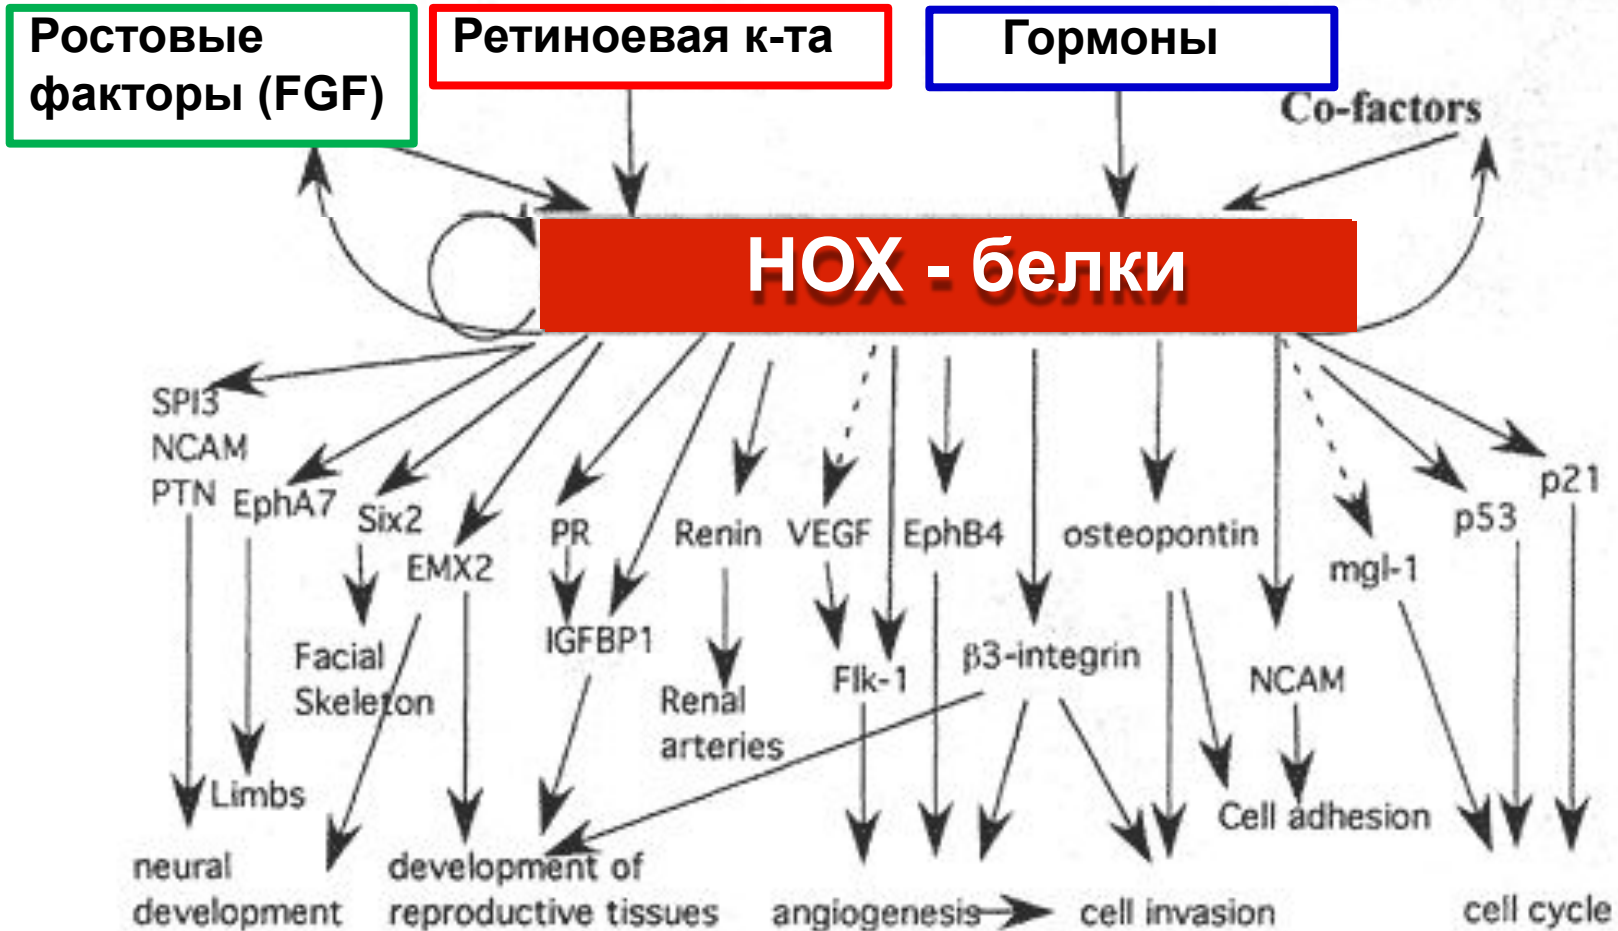 Ростовые
факторы (FGF)
Ретиноевая к-та
Гормоны
Co-factors
HOX - белки
SPI3
NCAM
PTN
EphA7
Six2
EMX2
PR
IGFBP1
Renin
VEGF
EphB4
osteopontin
p53
p21
mgl-1
Facial
Skeleton
Renal
arteries
Flk-1
β3-integrin
NCAM
Limbs
Cell adhesion
neural
development
development of
reproductive tissues
angiogenesis
cell invasion
cell cycle